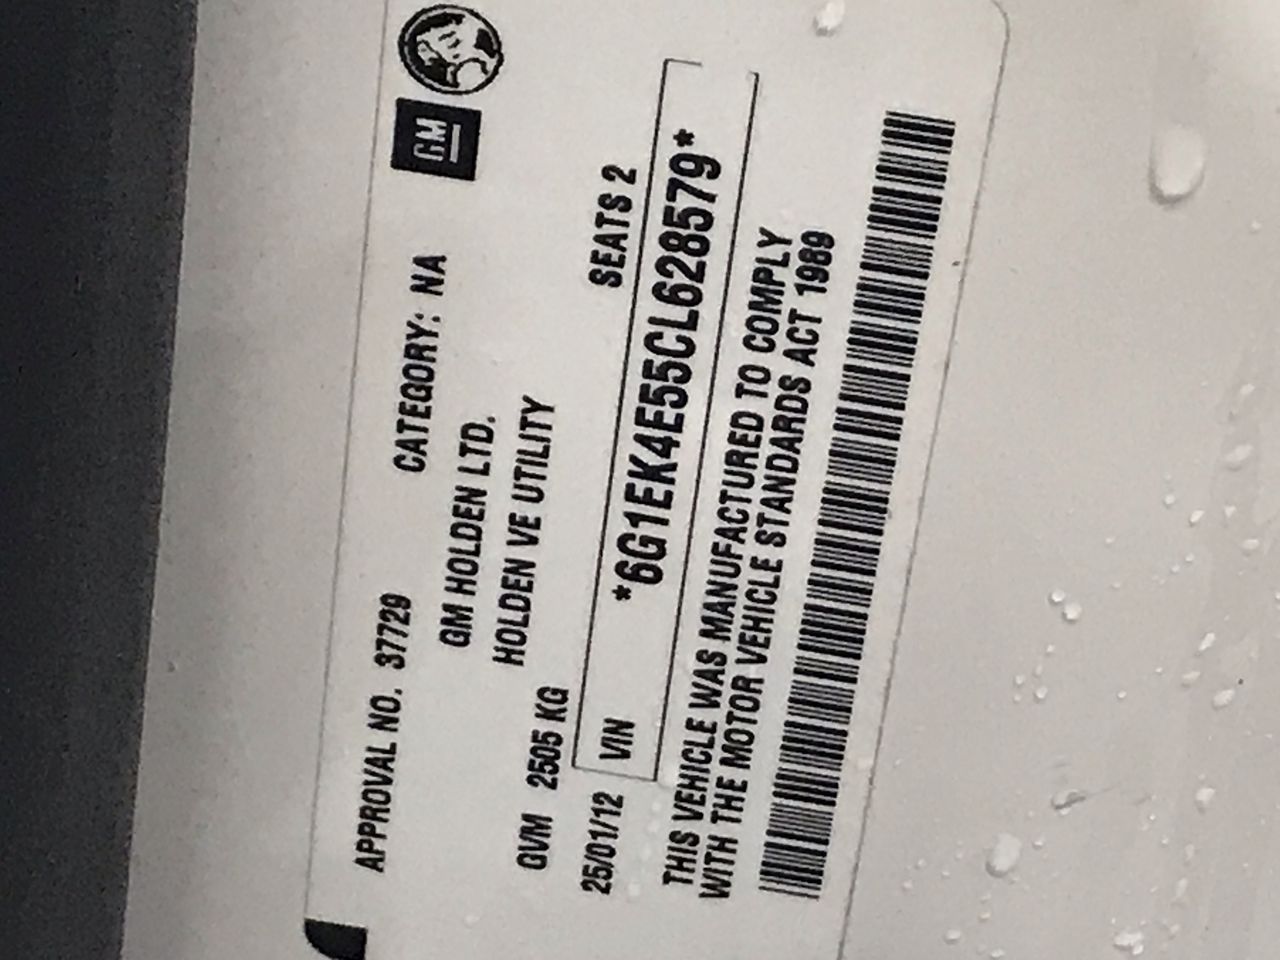 APPROVAL NO. 37729 CATEGORY: NA GM
GM HOLDEN LTD.
HOLDEN VE UTILITY
GVM 2505 KG SEATS 2
25/01/12 VIN *6G1EK4E55CL628579*
THIS VEHICLE WAS MANUFACTURED TO COMPLY
WITH THE MOTOR VEHICLE STANDARDS ACT 1989